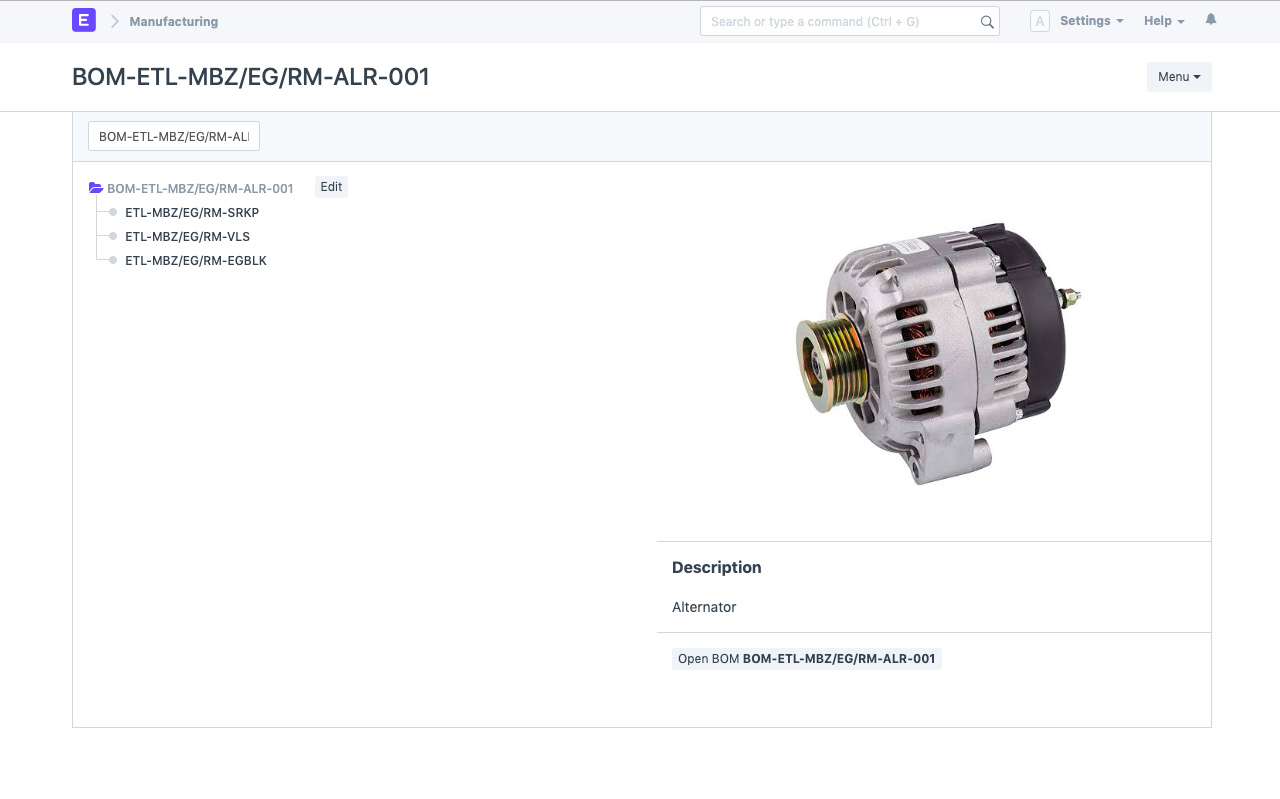 E
Manufacturing
Search or type a command (Ctrl + G)
A
Settings
Help
BOM-ETL-MBZ/EG/RM-ALR-001
Menu
BOM-ETL-MBZ/EG/RM-AL
BOM-ETL-MBZ/EG/RM-ALR-001
Edit
ETL-MBZ/EG/RM-SRKP
ETL-MBZ/EG/RM-VLS
ETL-MBZ/EG/RM-EGBLK
Description
Alternator
Open BOM BOM-ETL-MBZ/EG/RM-ALR-001